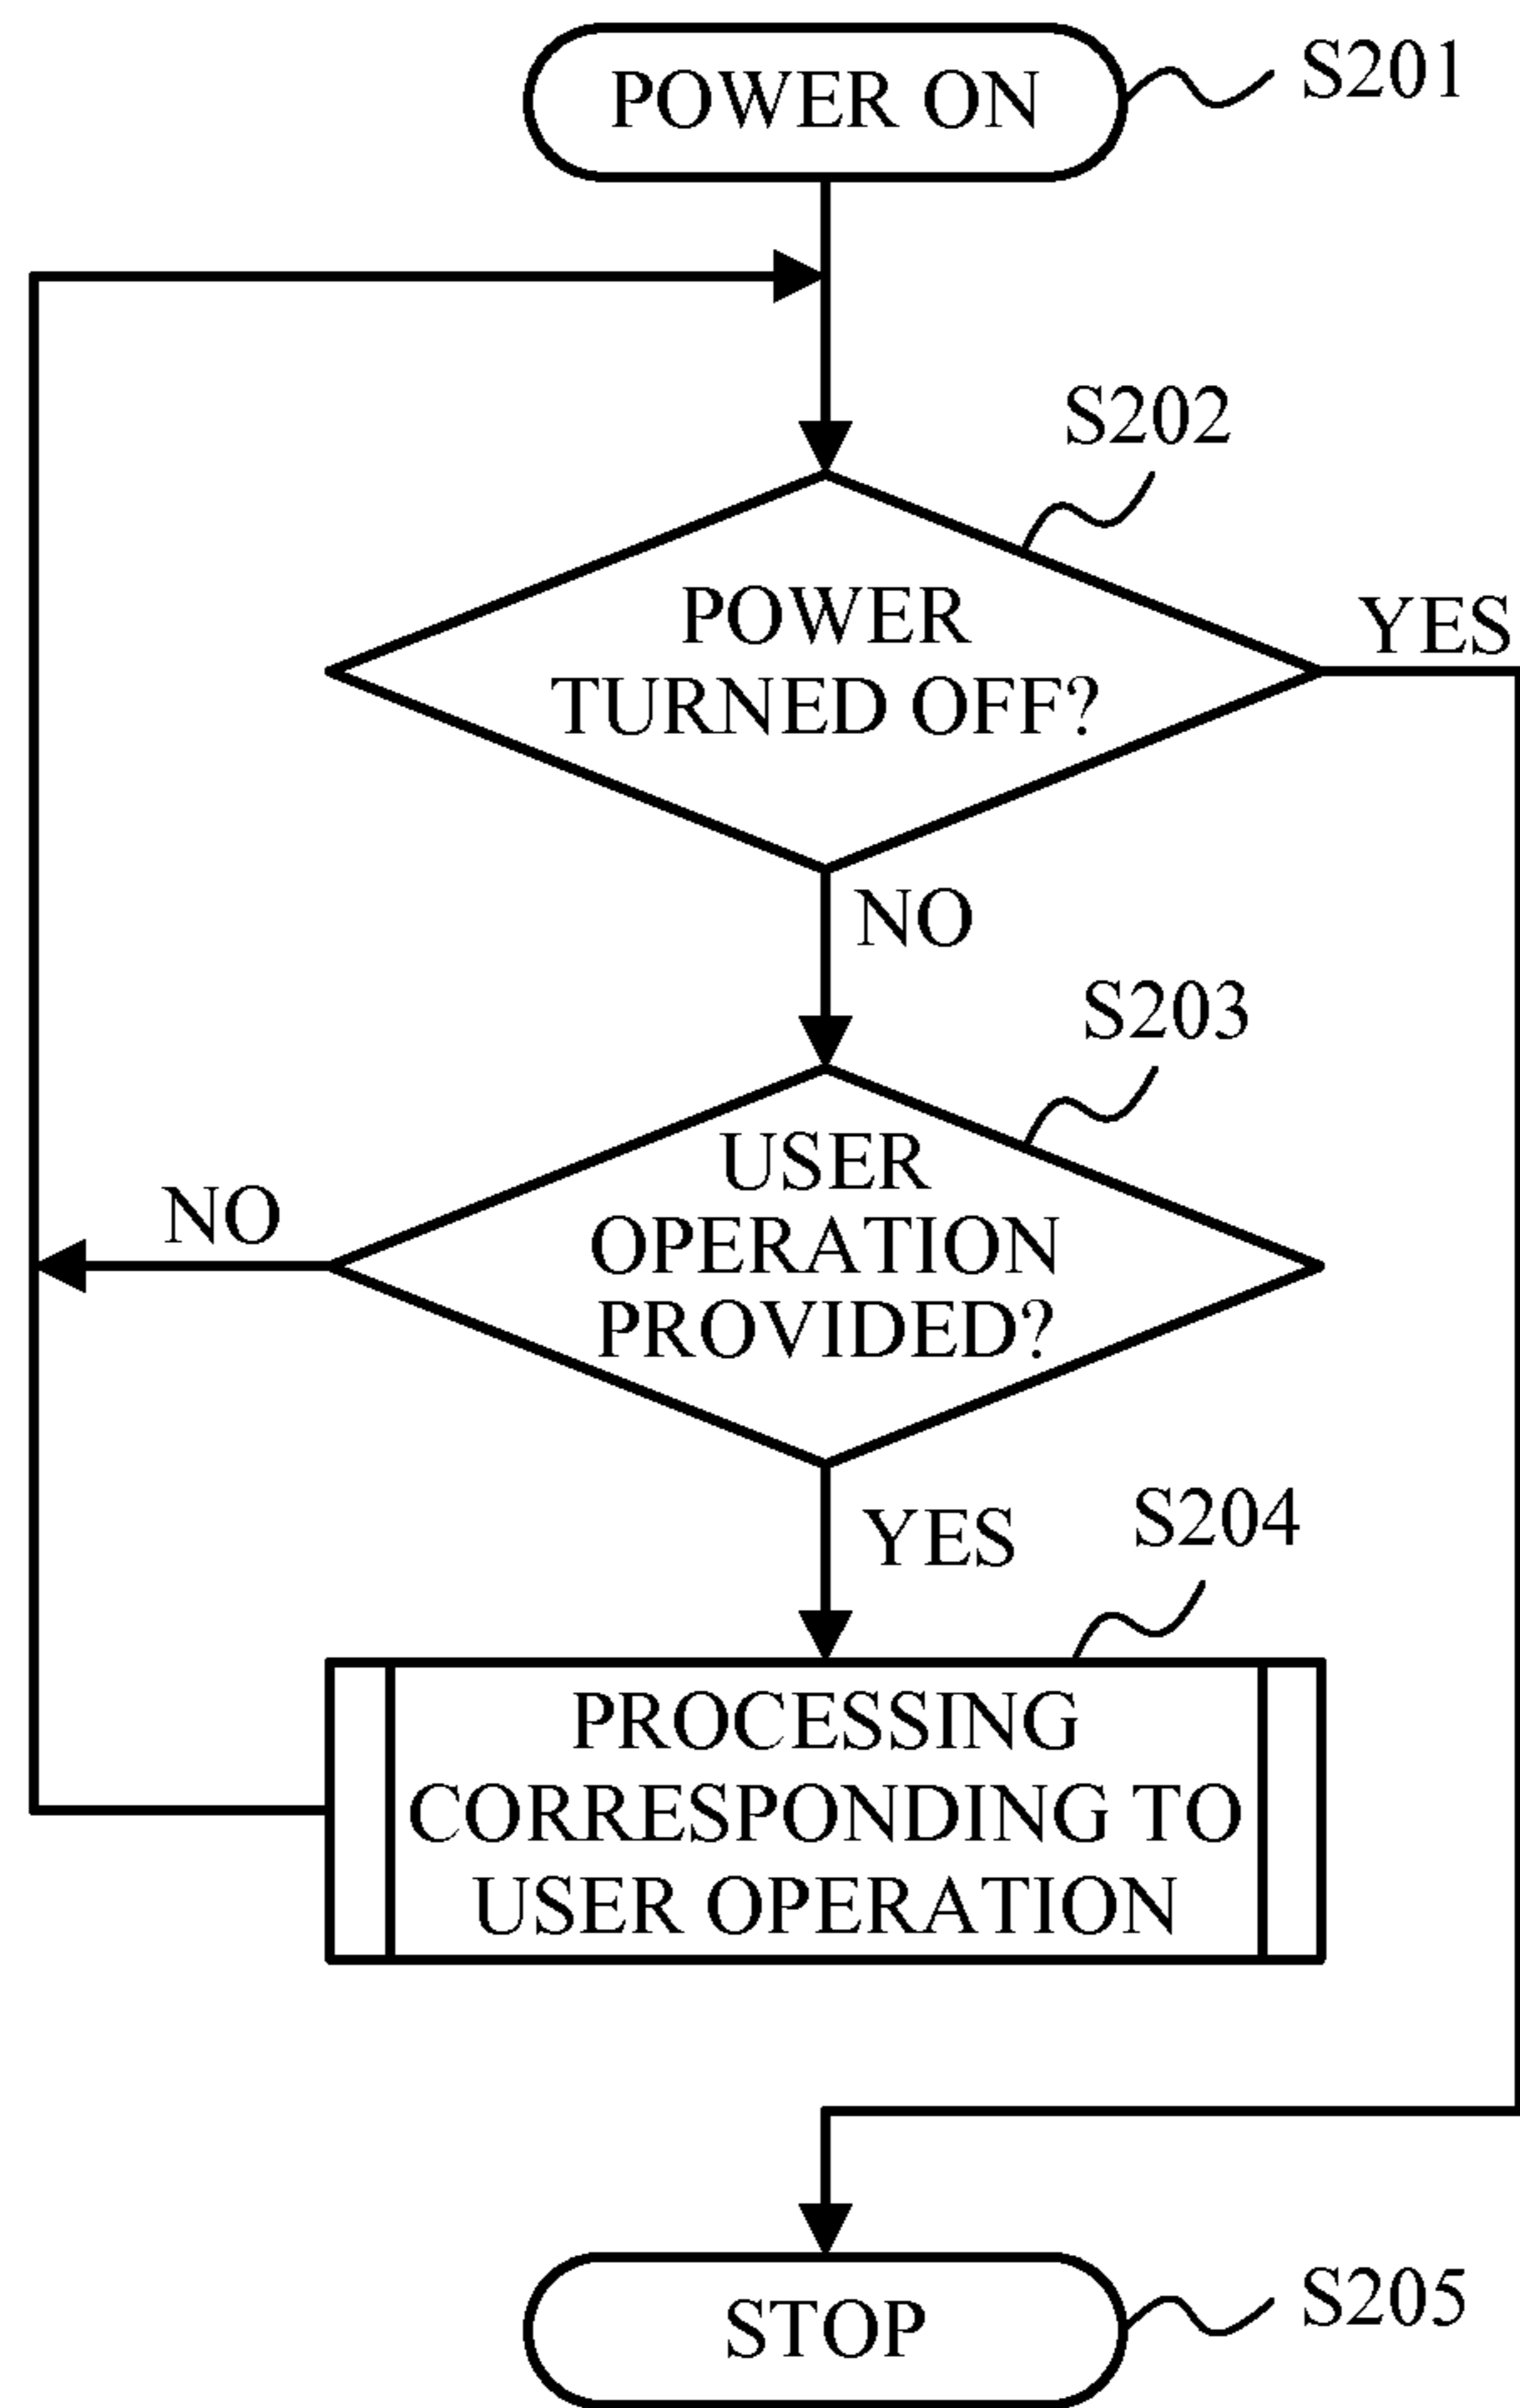 POWER ON
S201
S202
POWER
TURNED OFF?
YES
NO
S203
USER
OPERATION
PROVIDED?
NO
YES
S204
PROCESSING
CORRESPONDING TO
USER OPERATION
STOP
S205